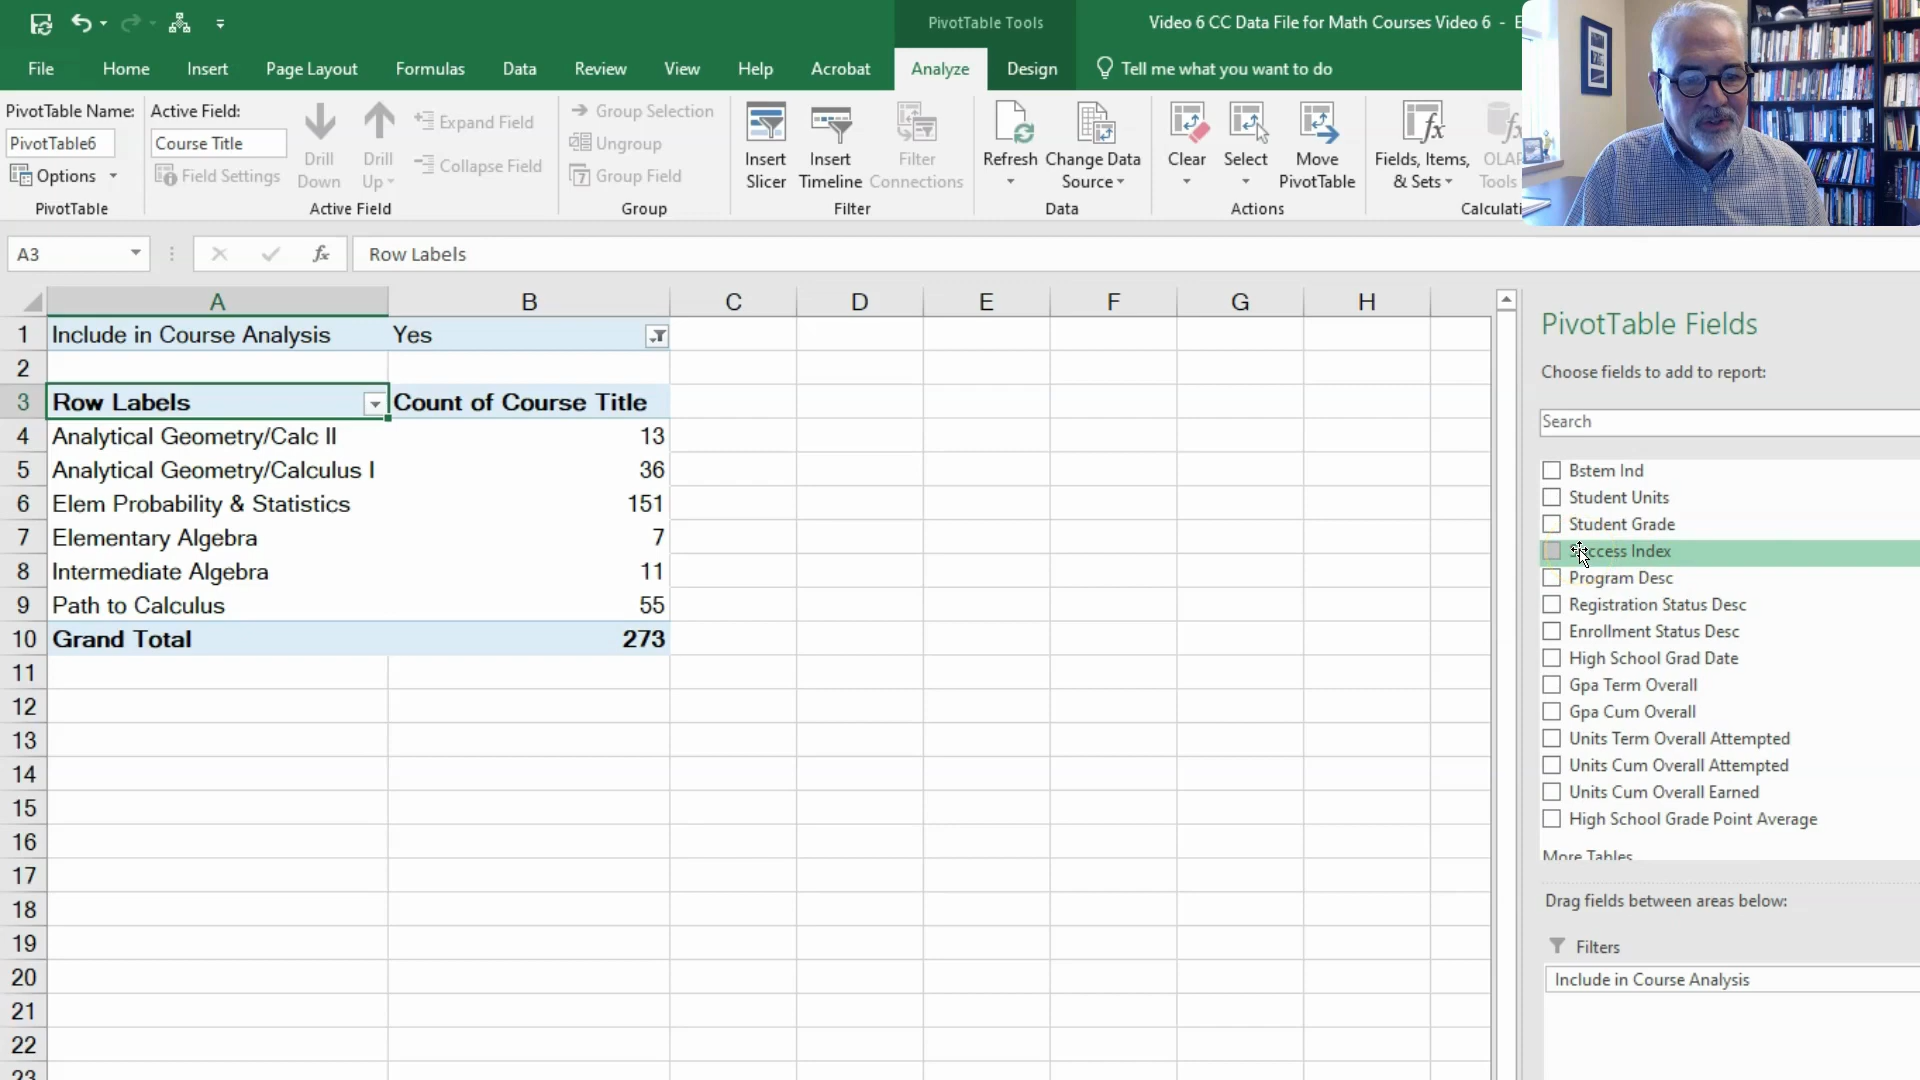 PivotTable Tools
Video 6 CC Data File for Math Courses Video 6 - E
File Home Insert Page Layout Formulas Data Review View Help Acrobat Analyze Design Tell me what you want to do
PivotTable Name:
PivotTable6
Options
PivotTable
Active Field:
Course Title
Field Settings
Drill
Down
Drill
Up
Expand Field
Collapse Field
Active Field
Group Selection
Ungroup
Group Field
Group
Insert
Slicer
Insert
Timeline
Filter
Connections
Filter
Refresh
Change Data
Source
Data
Clear
Select
Move
PivotTable
Actions
Fields, Items,
& Sets
OLAP
Tools
Calculati
A3
fx
Row Labels
A B C D E F G H
1 Include in Course Analysis Yes
2
3 Row Labels Count of Course Title
4 Analytical Geometry/Calc II 13
5 Analytical Geometry/Calculus I 36
6 Elem Probability & Statistics 151
7 Elementary Algebra 7
8 Intermediate Algebra 11
9 Path to Calculus 55
10 Grand Total 273
11
12
13
14
15
16
17
18
19
20
21
22
23
PivotTable Fields
Choose fields to add to report:
Search
Bstem Ind
Student Units
Student Grade
Success Index
Program Desc
Registration Status Desc
Enrollment Status Desc
High School Grad Date
Gpa Term Overall
Gpa Cum Overall
Units Term Overall Attempted
Units Cum Overall Attempted
Units Cum Overall Earned
High School Grade Point Average
More Tables
Drag fields between areas below:
Filters
Include in Course Analysis